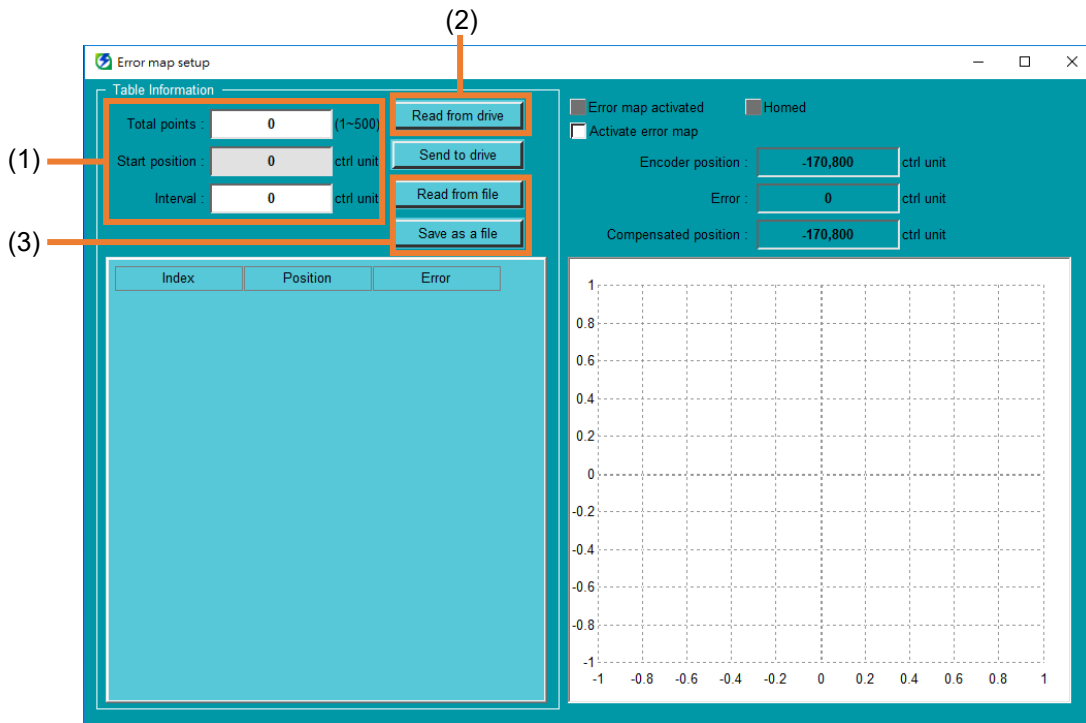 (2)
Error map setup
Table Information
Total points : 0 (1~500)
Start position : 0 ctrl unit
Interval : 0 ctrl unit
(1)
(3)
Read from drive
Send to drive
Read from file
Save as a file
Error map activated
Homed
Activate error map
Encoder position : -170,800 ctrl unit
Error : 0 ctrl unit
Compensated position : -170,800 ctrl unit
Index Position Error
1
0.8
0.6
0.4
0.2
0
-0.2
-0.4
-0.6
-0.8
-1
-1 -0.8 -0.6 -0.4 -0.2 0 0.2 0.4 0.6 0.8 1